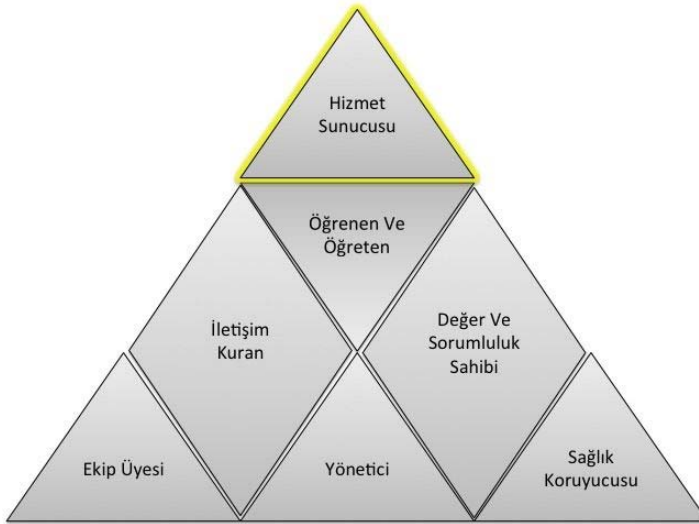 Hizmet
Sunucusu
Öğrenen Ve
Öğreten
İletişim
Kuran
Değer Ve
Sorumluluk
Sahibi
Ekip Üyesi
Yönetici
Sağlık
Koruyucusu